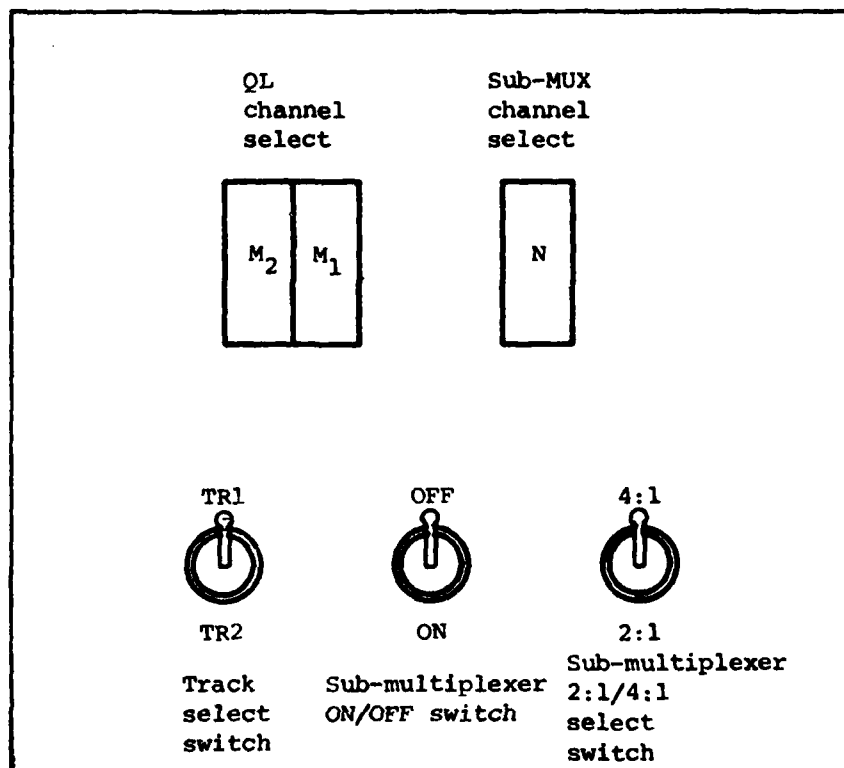 QL
channel
select
Sub-MUX
channel
select
M2 M1
N
TR1
TR2
Track
select
switch
OFF
ON
Sub-multiplexer
ON/OFF switch
4:1
2:1
Sub-multiplexer
2:1/4:1
select
switch